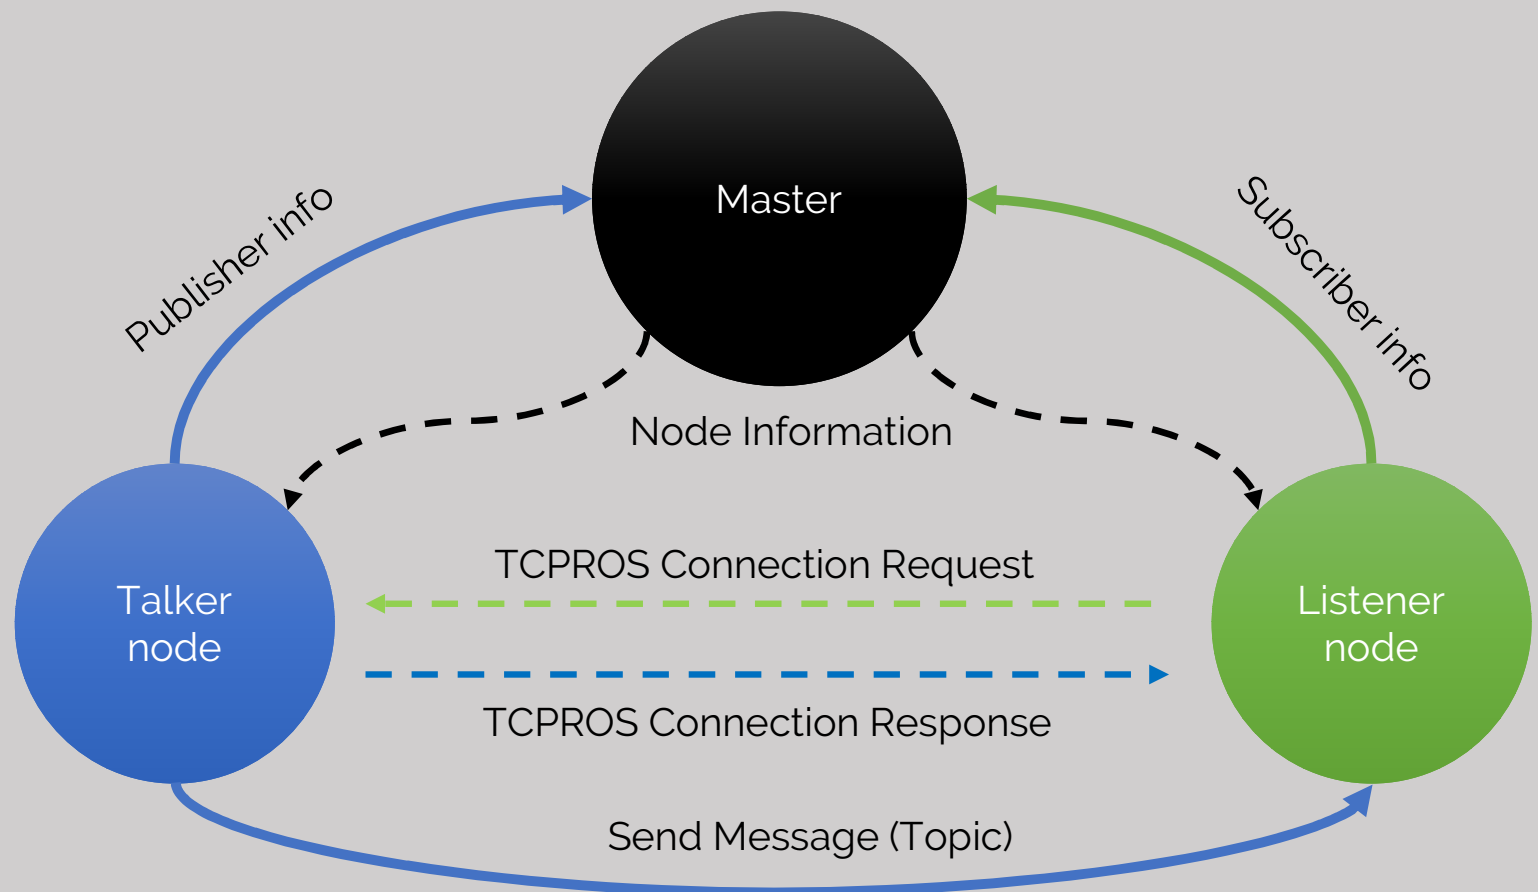 Master
Publisher info
Subscriber info
Node Information
TCPROS Connection Request
Talker
node
Listener
node
TCPROS Connection Response
Send Message (Topic)